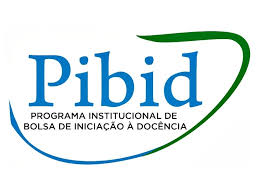 Pibid
PROGRAMA INSTITUCIONAL DE
BOLSA DE INICIAÇÃO À DOCÊNCIA